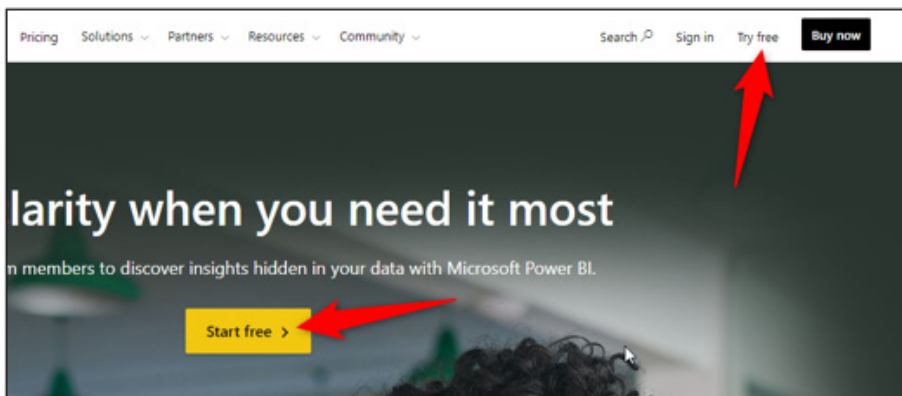 Pricing Solutions Partners Resources Community Search Sign in Try free Buy now
larity when you need it most
members to discover insights hidden in your data with Microsoft Power BI.
Start free >